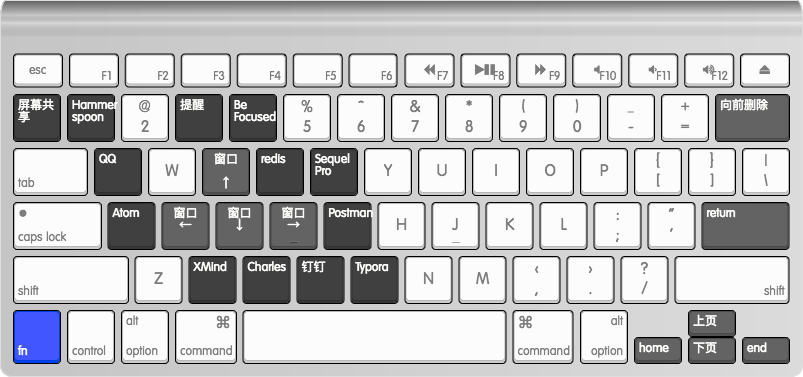 esc F1 F2 F3 F4 F5 F6 F7 F8 F9 F10 F11 F12
屏幕共享 Hammer spoon @ 2 提醒 Be Focused % 5 ˆ 6 & 7 * 8 ( 9 ) 0 _ - + = 向前删除
tab QQ W 窗口 ↑ redis Sequel Pro Y U I O P { [ } ] | \
caps lock Atom 窗口 ← 窗口 ↓ 窗口 → _ Postman H J _ K L : ; “ ‘ return
shift Z XMind Charles 钉钉 Typora N M ‹ , › . ? / shift
fn control alt option ⌘ command ⌘ command alt option home 上页 下页 end